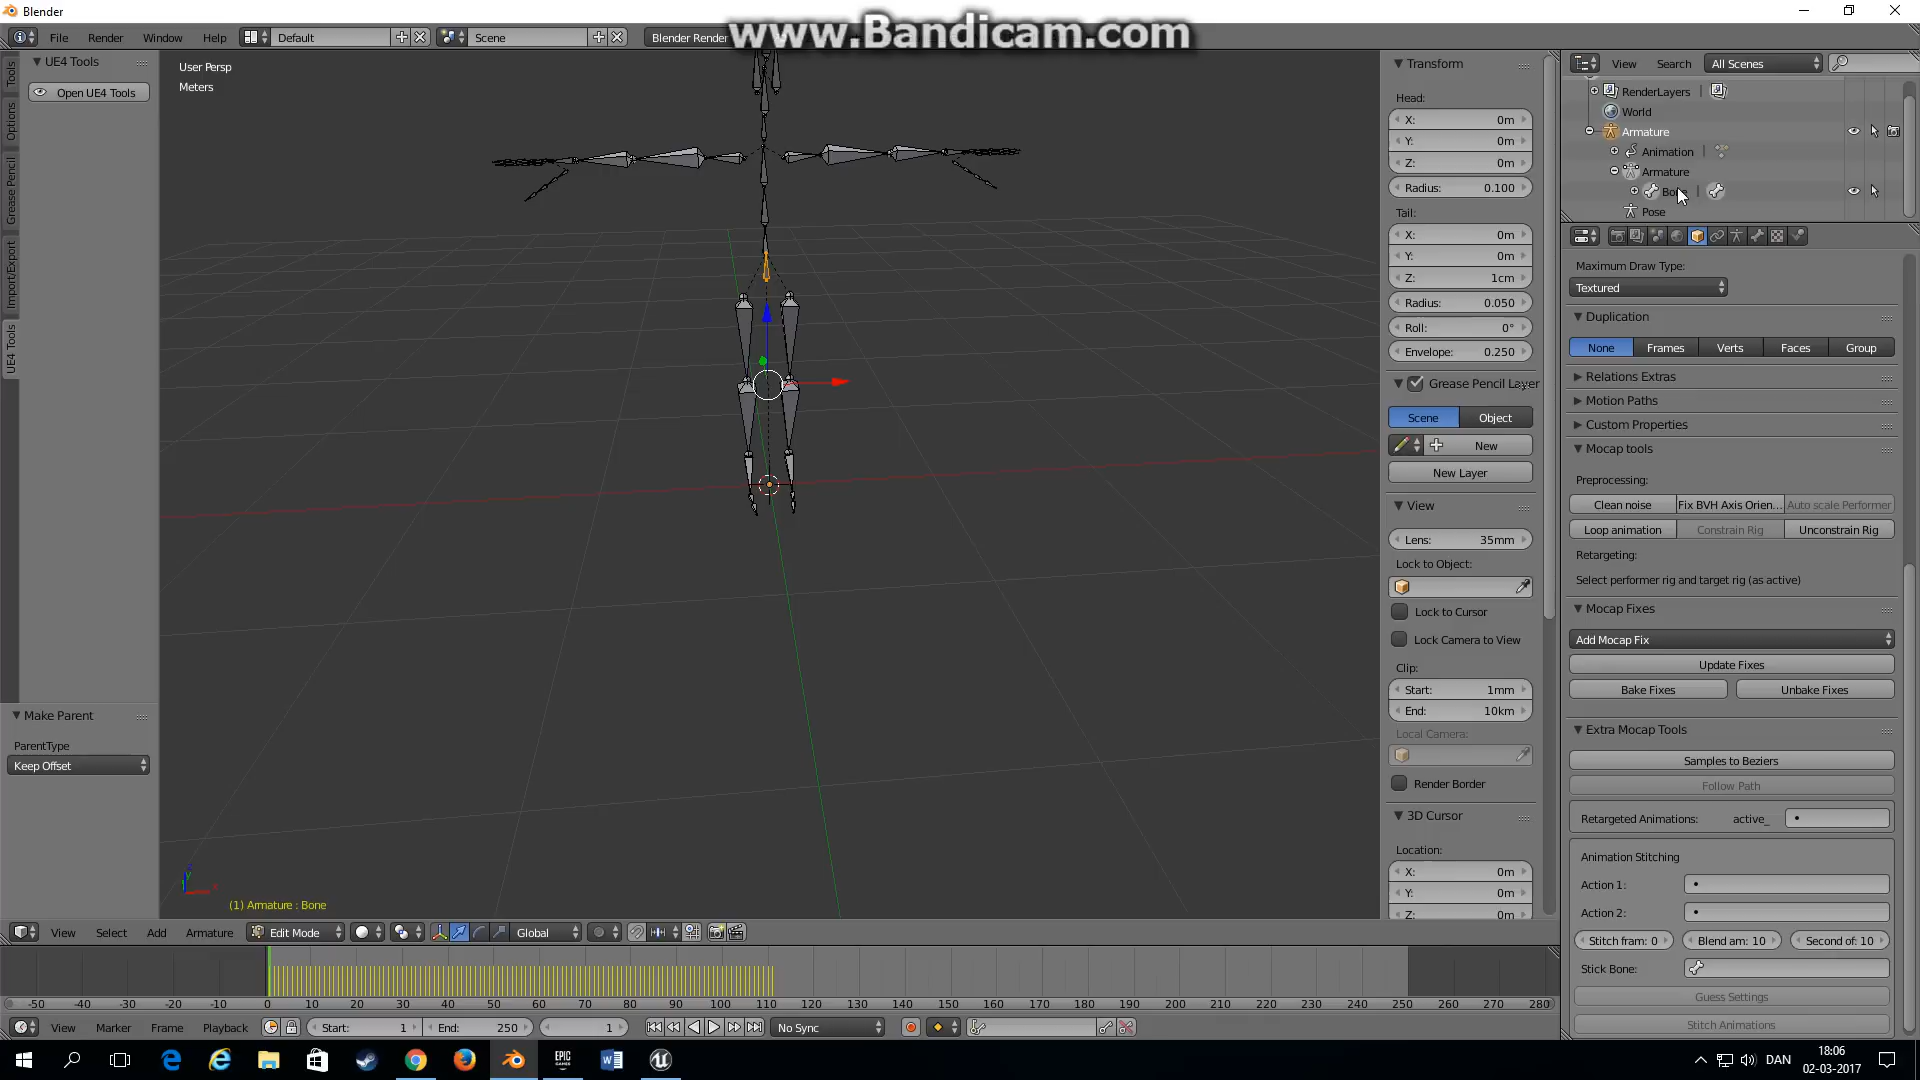 Blender
www.Bandicam.com
File Render Window Help Default Scene Blender Render
UE4 Tools
Open UE4 Tools
Tools
Options
Grease Pencil
Import/Export
UE4 Tools
User Persp
Meters
Make Parent
ParentType
Keep Offset
(1) Armature : Bone
Transform
Head:
X: 0m
Y: 0m
Z: 0m
Radius: 0.100
Tail:
X: 0m
Y: 0m
Z: 1cm
Radius: 0.050
Roll: 0°
Envelope: 0.250
Grease Pencil Layer
Scene Object
New
New Layer
View
Lens: 35mm
Lock to Object:
Lock to Cursor
Lock Camera to View
Clip:
Start: 1mm
End: 10km
Local Camera:
Render Border
3D Cursor
Location:
X: 0m
Y: 0m
Z: 0m
View Search All Scenes
RenderLayers
World
Armature
Animation
Armature
Pose
Maximum Draw Type:
Textured
Duplication
None Frames Verts Faces Group
Relations Extras
Motion Paths
Custom Properties
Mocap tools
Preprocessing:
Clean noise Fix BVH Axis Orien... Auto scale Performer
Loop animation Constrain Rig Unconstrain Rig
Retargeting:
Select performer rig and target rig (as active)
Mocap Fixes
Add Mocap Fix
Update Fixes
Bake Fixes Unbake Fixes
Extra Mocap Tools
Samples to Beziers
Follow Path
Retargeted Animations: active_
Animation Stitching
Action 1:
Action 2:
Stitch fram: 0 Blend am: 10 Second of: 10
Stick Bone:
Guess Settings
Stitch Animations
View Select Add Armature Edit Mode Global
-50 -40 -30 -20 -10 0 10 20 30 40 50 60 70 80 90 100 110 120 130 140 150 160 170 180 190 200 210 220 230 240 250 260 270 280
View Marker Frame Playback Start: 1 End: 250 1 No Sync
EPIC GAMES
DAN
18:06
02-03-2017